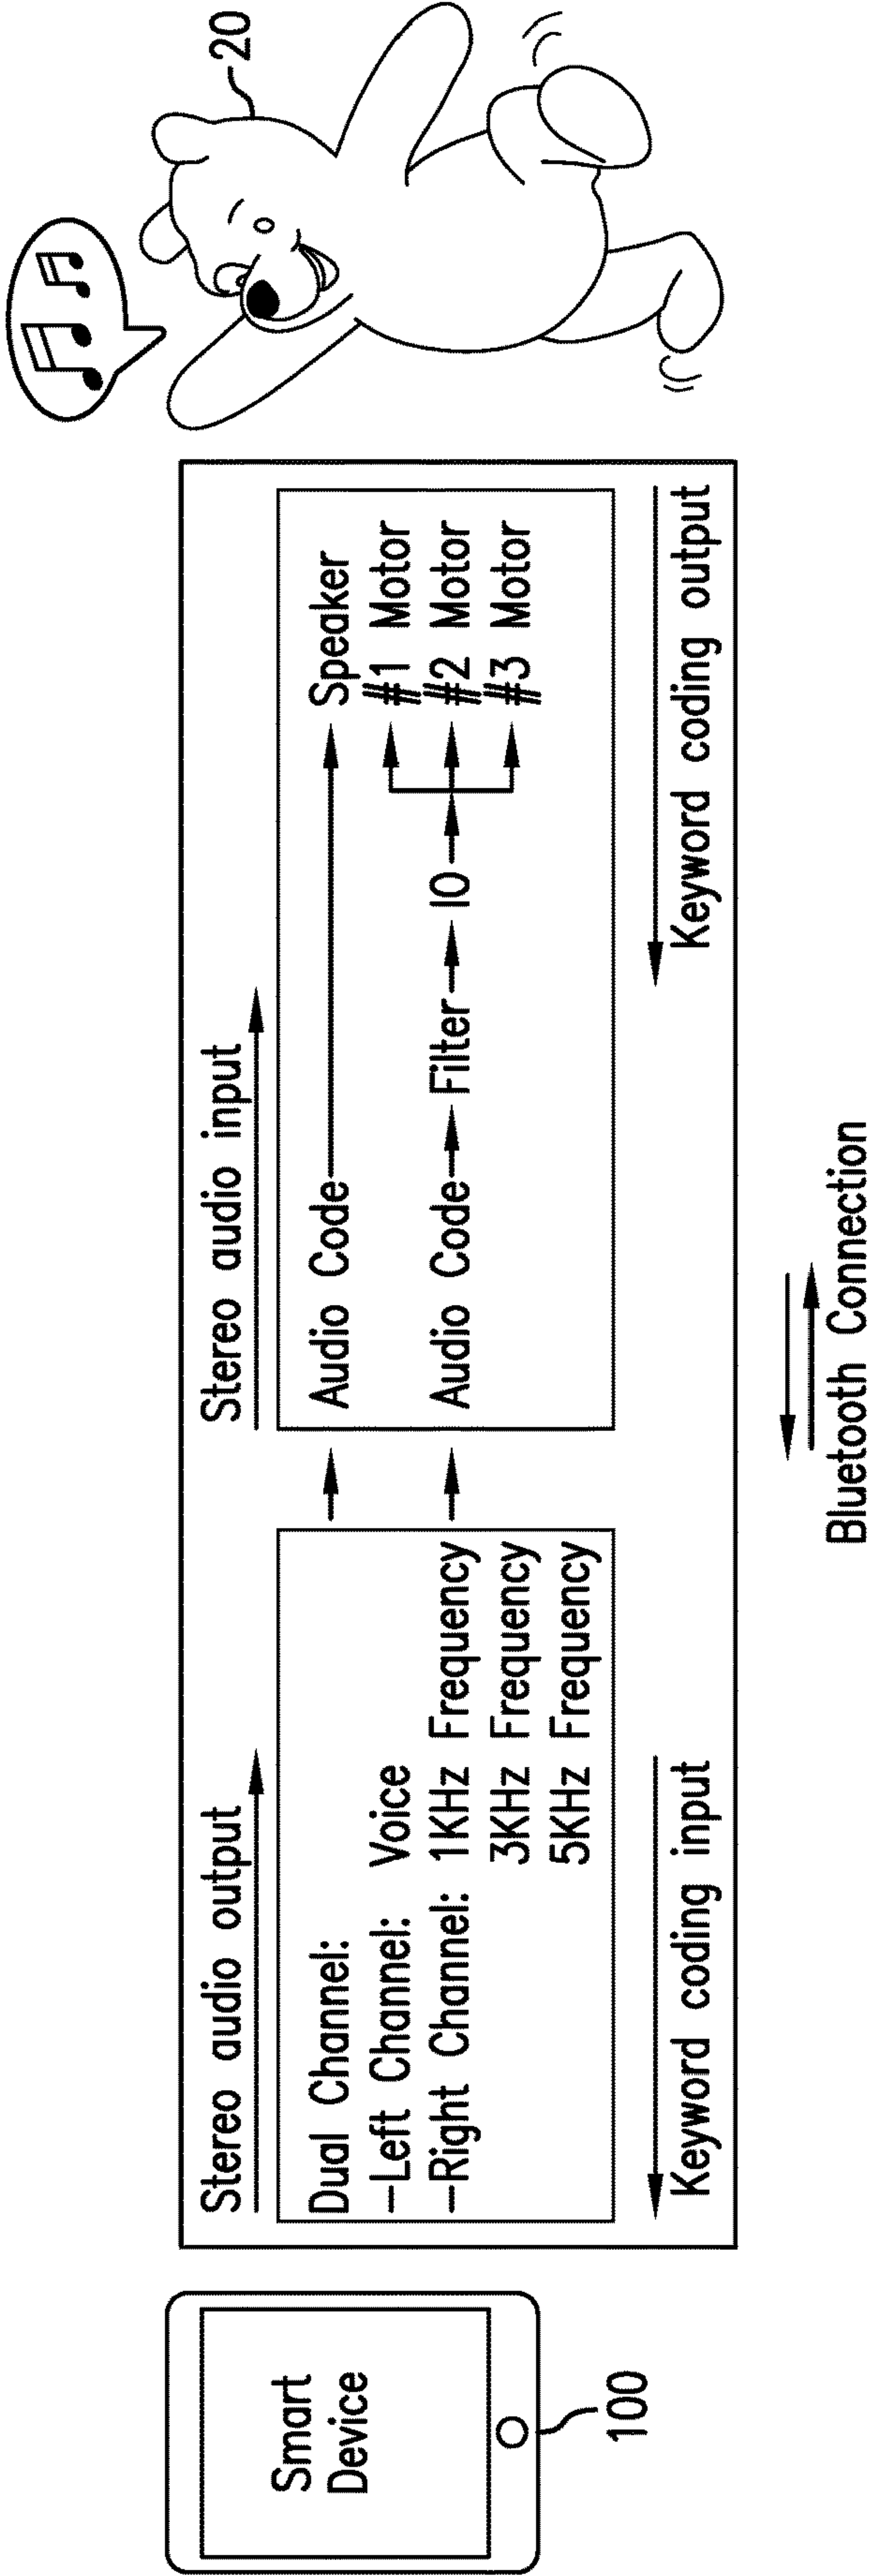 Smart
Device
100
Stereo audio output
Dual Channel:
–Left Channel: Voice
–Right Channel: 1KHz Frequency
3KHz Frequency
5KHz Frequency
Keyword coding input
Stereo audio input
Audio Code Speaker
#1 Motor
Audio Code Filter IO #2 Motor
#3 Motor
Keyword coding output
Bluetooth Connection
20